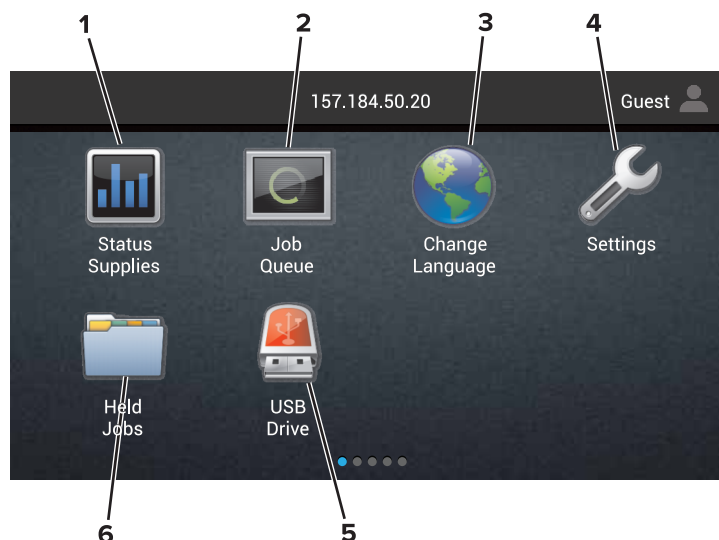 1 2 3 4
157.184.50.20 Guest
Status Job Change Settings
Supplies Queue Language
Held USB
Jobs Drive
6 5